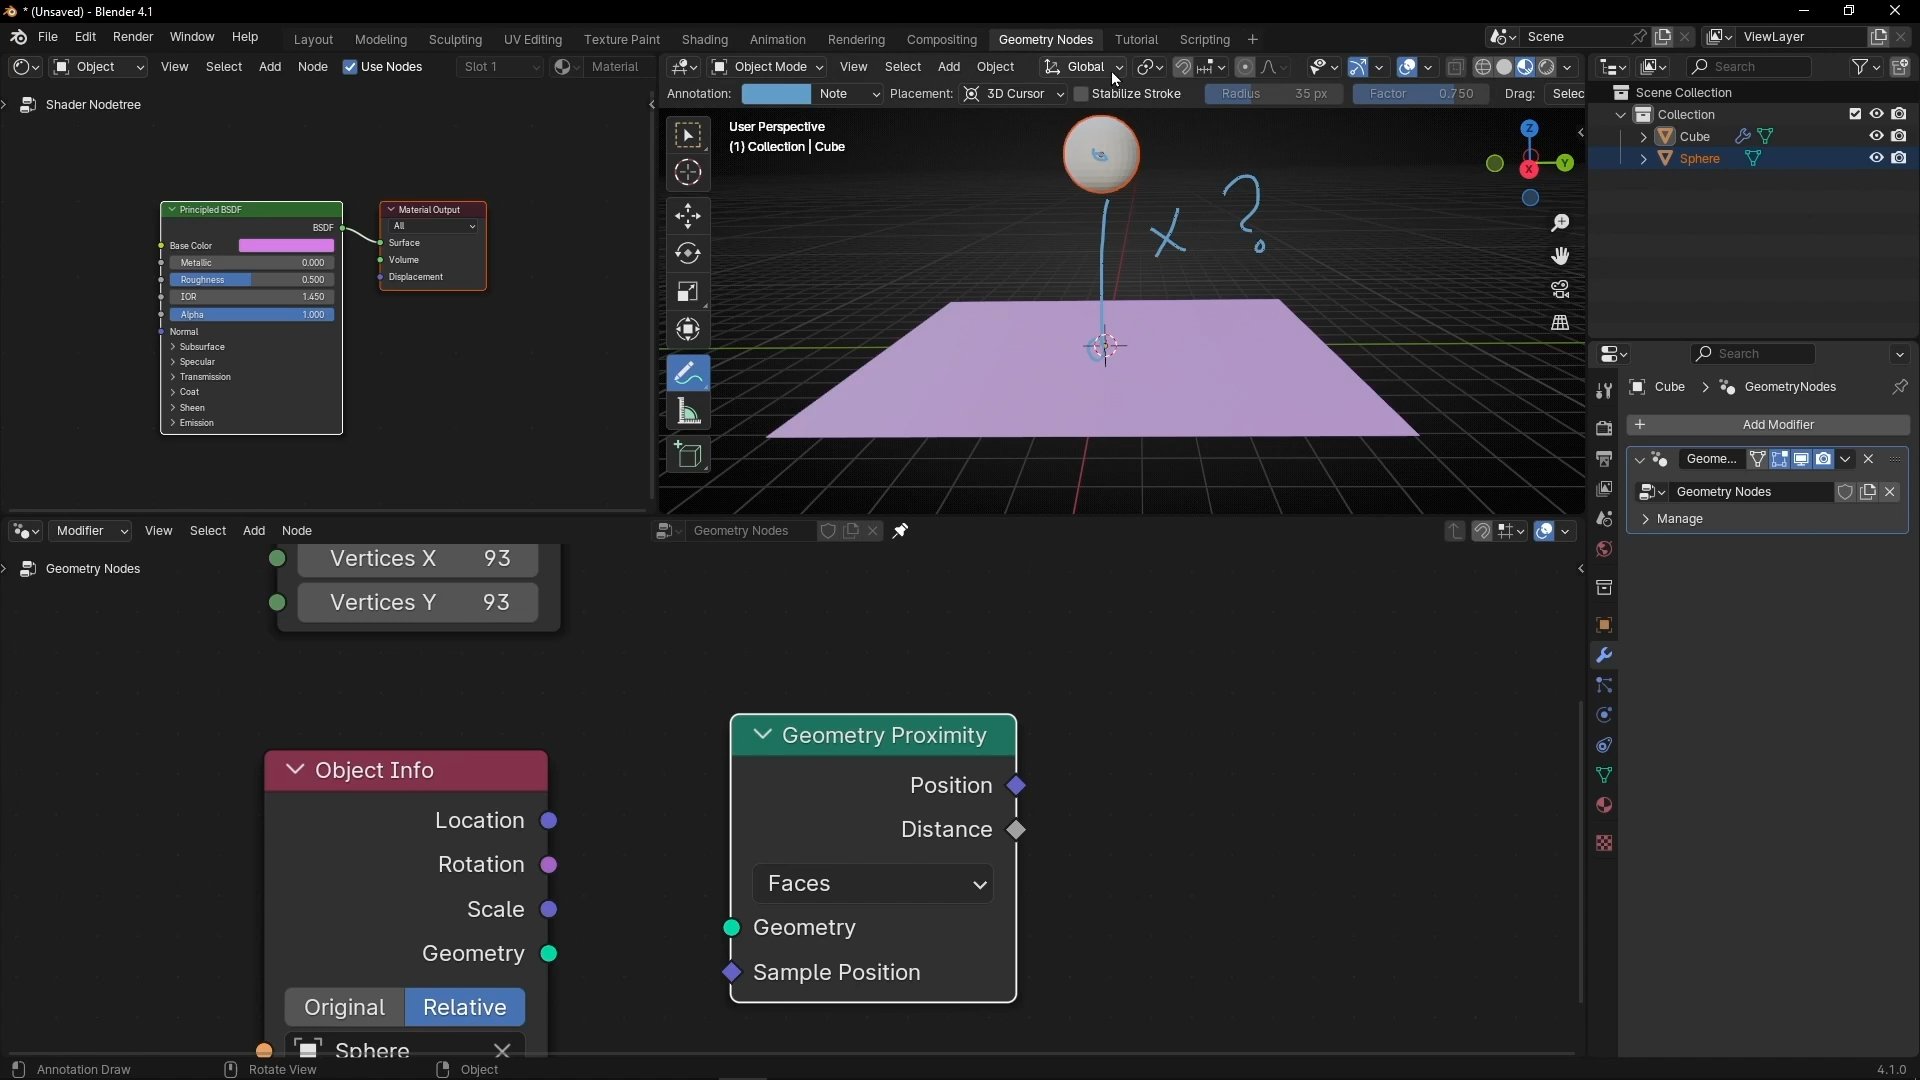 * (Unsaved) - Blender 4.1
File Edit Render Window Help Layout Modeling Sculpting UV Editing Texture Paint Shading Animation Rendering Compositing Geometry Nodes Tutorial Scripting + Scene ViewLayer
Object View Select Add Node Use Nodes Slot 1 Material
Object Mode View Select Add Object Global
Search
Annotation: Note Placement: 3D Cursor Stabilize Stroke Radius 35 px Factor 0.750 Drag: Selec
Shader Nodetree
Principled BSDF
BSDF
Base Color
Metallic 0.000
Roughness 0.500
IOR 1.450
Alpha 1.000
Normal
Subsurface
Specular
Transmission
Coat
Sheen
Emission
Material Output
All
Surface
Volume
Displacement
User Perspective
(1) Collection | Cube
Z
Y
X
x ?
Scene Collection
Collection
Cube
Sphere
Search
Cube > GeometryNodes
+ Add Modifier
Geome...
Geometry Nodes
Manage
Modifier View Select Add Node Geometry Nodes
Geometry Nodes
Vertices X 93
Vertices Y 93
Object Info
Location
Rotation
Scale
Geometry
Original Relative
Sphere
Geometry Proximity
Position
Distance
Faces
Geometry
Sample Position
Annotation Draw Rotate View Object 4.1.0